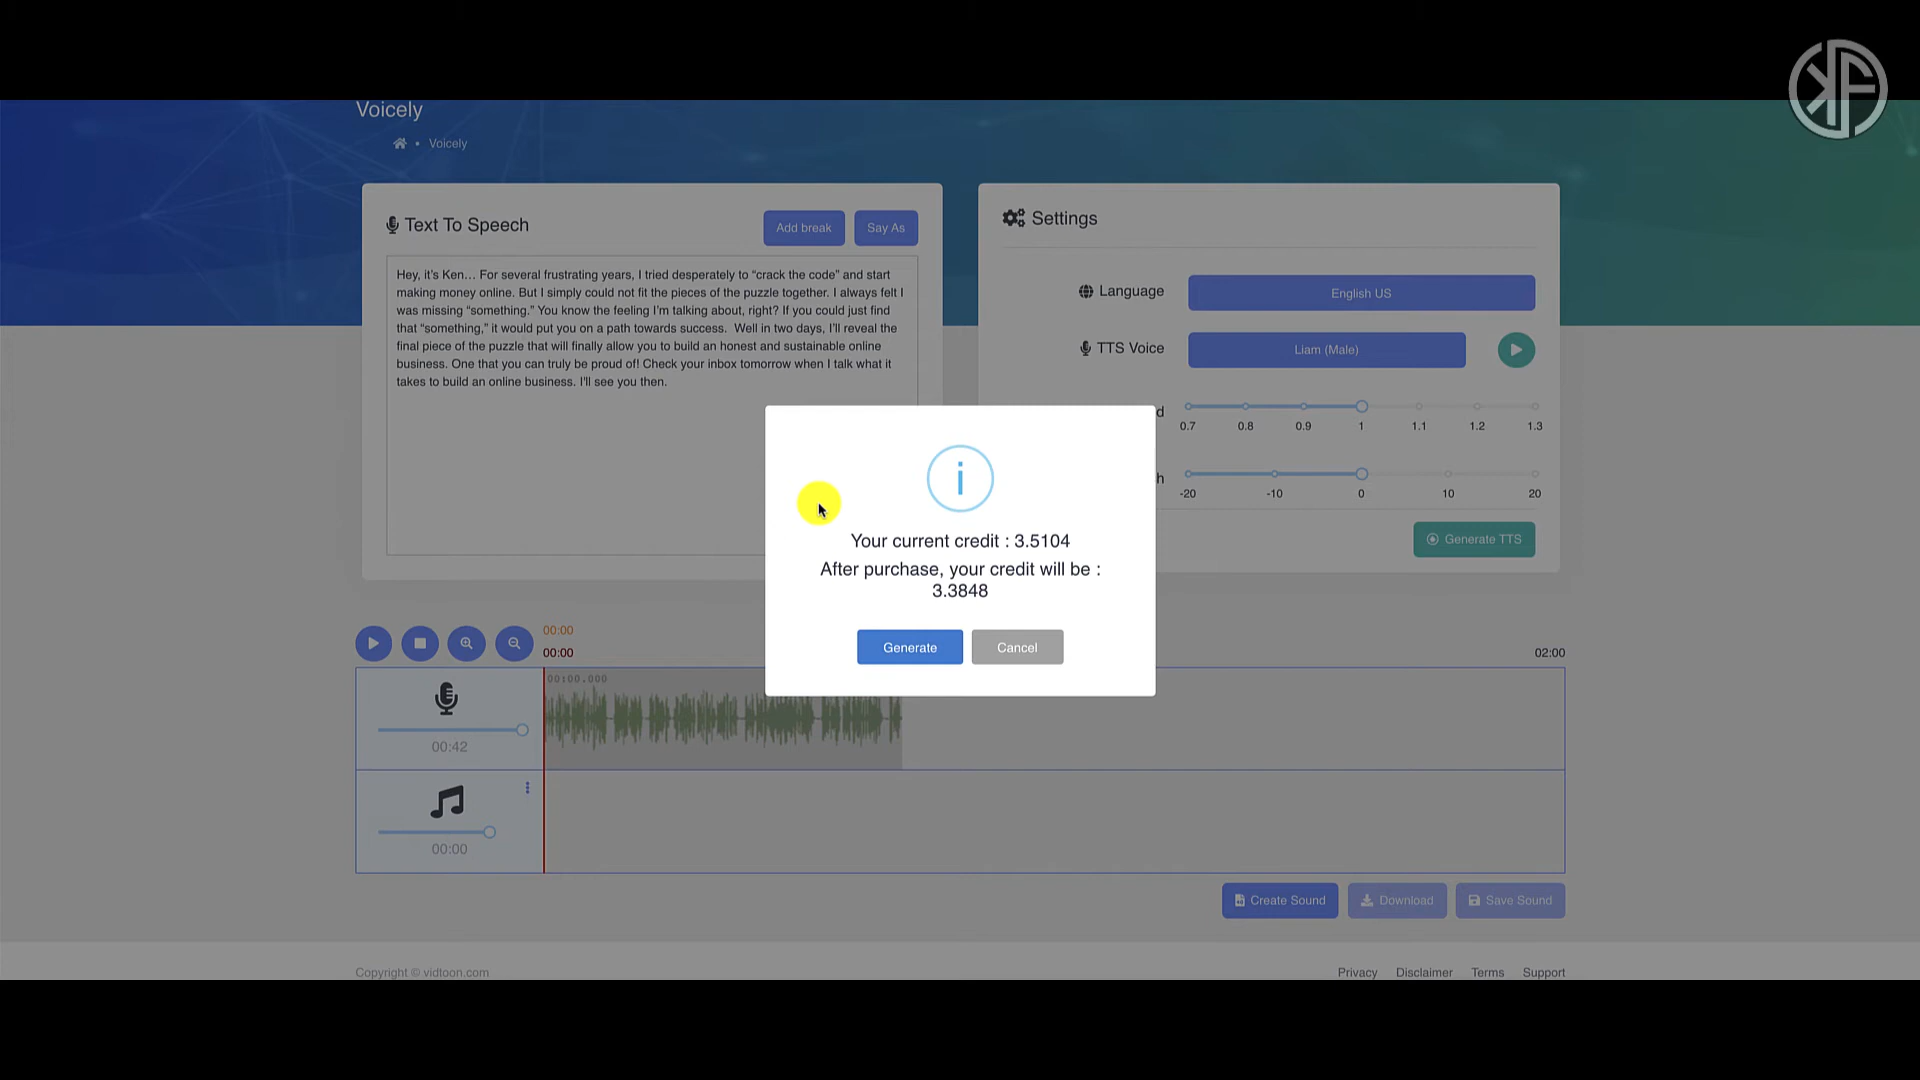 Voicely
Voicely
Text To Speech
Add break
Say As
Hey, it's Ken... For several frustrating years, I tried desperately to “crack the code” and start
making money online. But I simply could not fit the pieces of the puzzle together. I always felt I
was missing “something.” You know the feeling I'm talking about, right? If you could just find
that “something,” it would put you on a path towards success.  Well in two days, I'll reveal the
final piece of the puzzle that will finally allow you to build an honest and sustainable online
business. One that you can truly be proud of! Check your inbox tomorrow when I talk what it
takes to build an online business. I'll see you then.
Settings
Language
English US
TTS Voice
Liam (Male)
d
0.7 0.8 0.9 1 1.1 1.2 1.3
h
-20 -10 0 10 20
Generate TTS
i
Your current credit : 3.5104
After purchase, your credit will be :
3.3848
Generate
Cancel
00:00
00:00
02:00
00:00.000
00:42
00:00
Create Sound
Download
Save Sound
Copyright © vidtoon.com
Privacy
Disclaimer
Terms
Support
KF